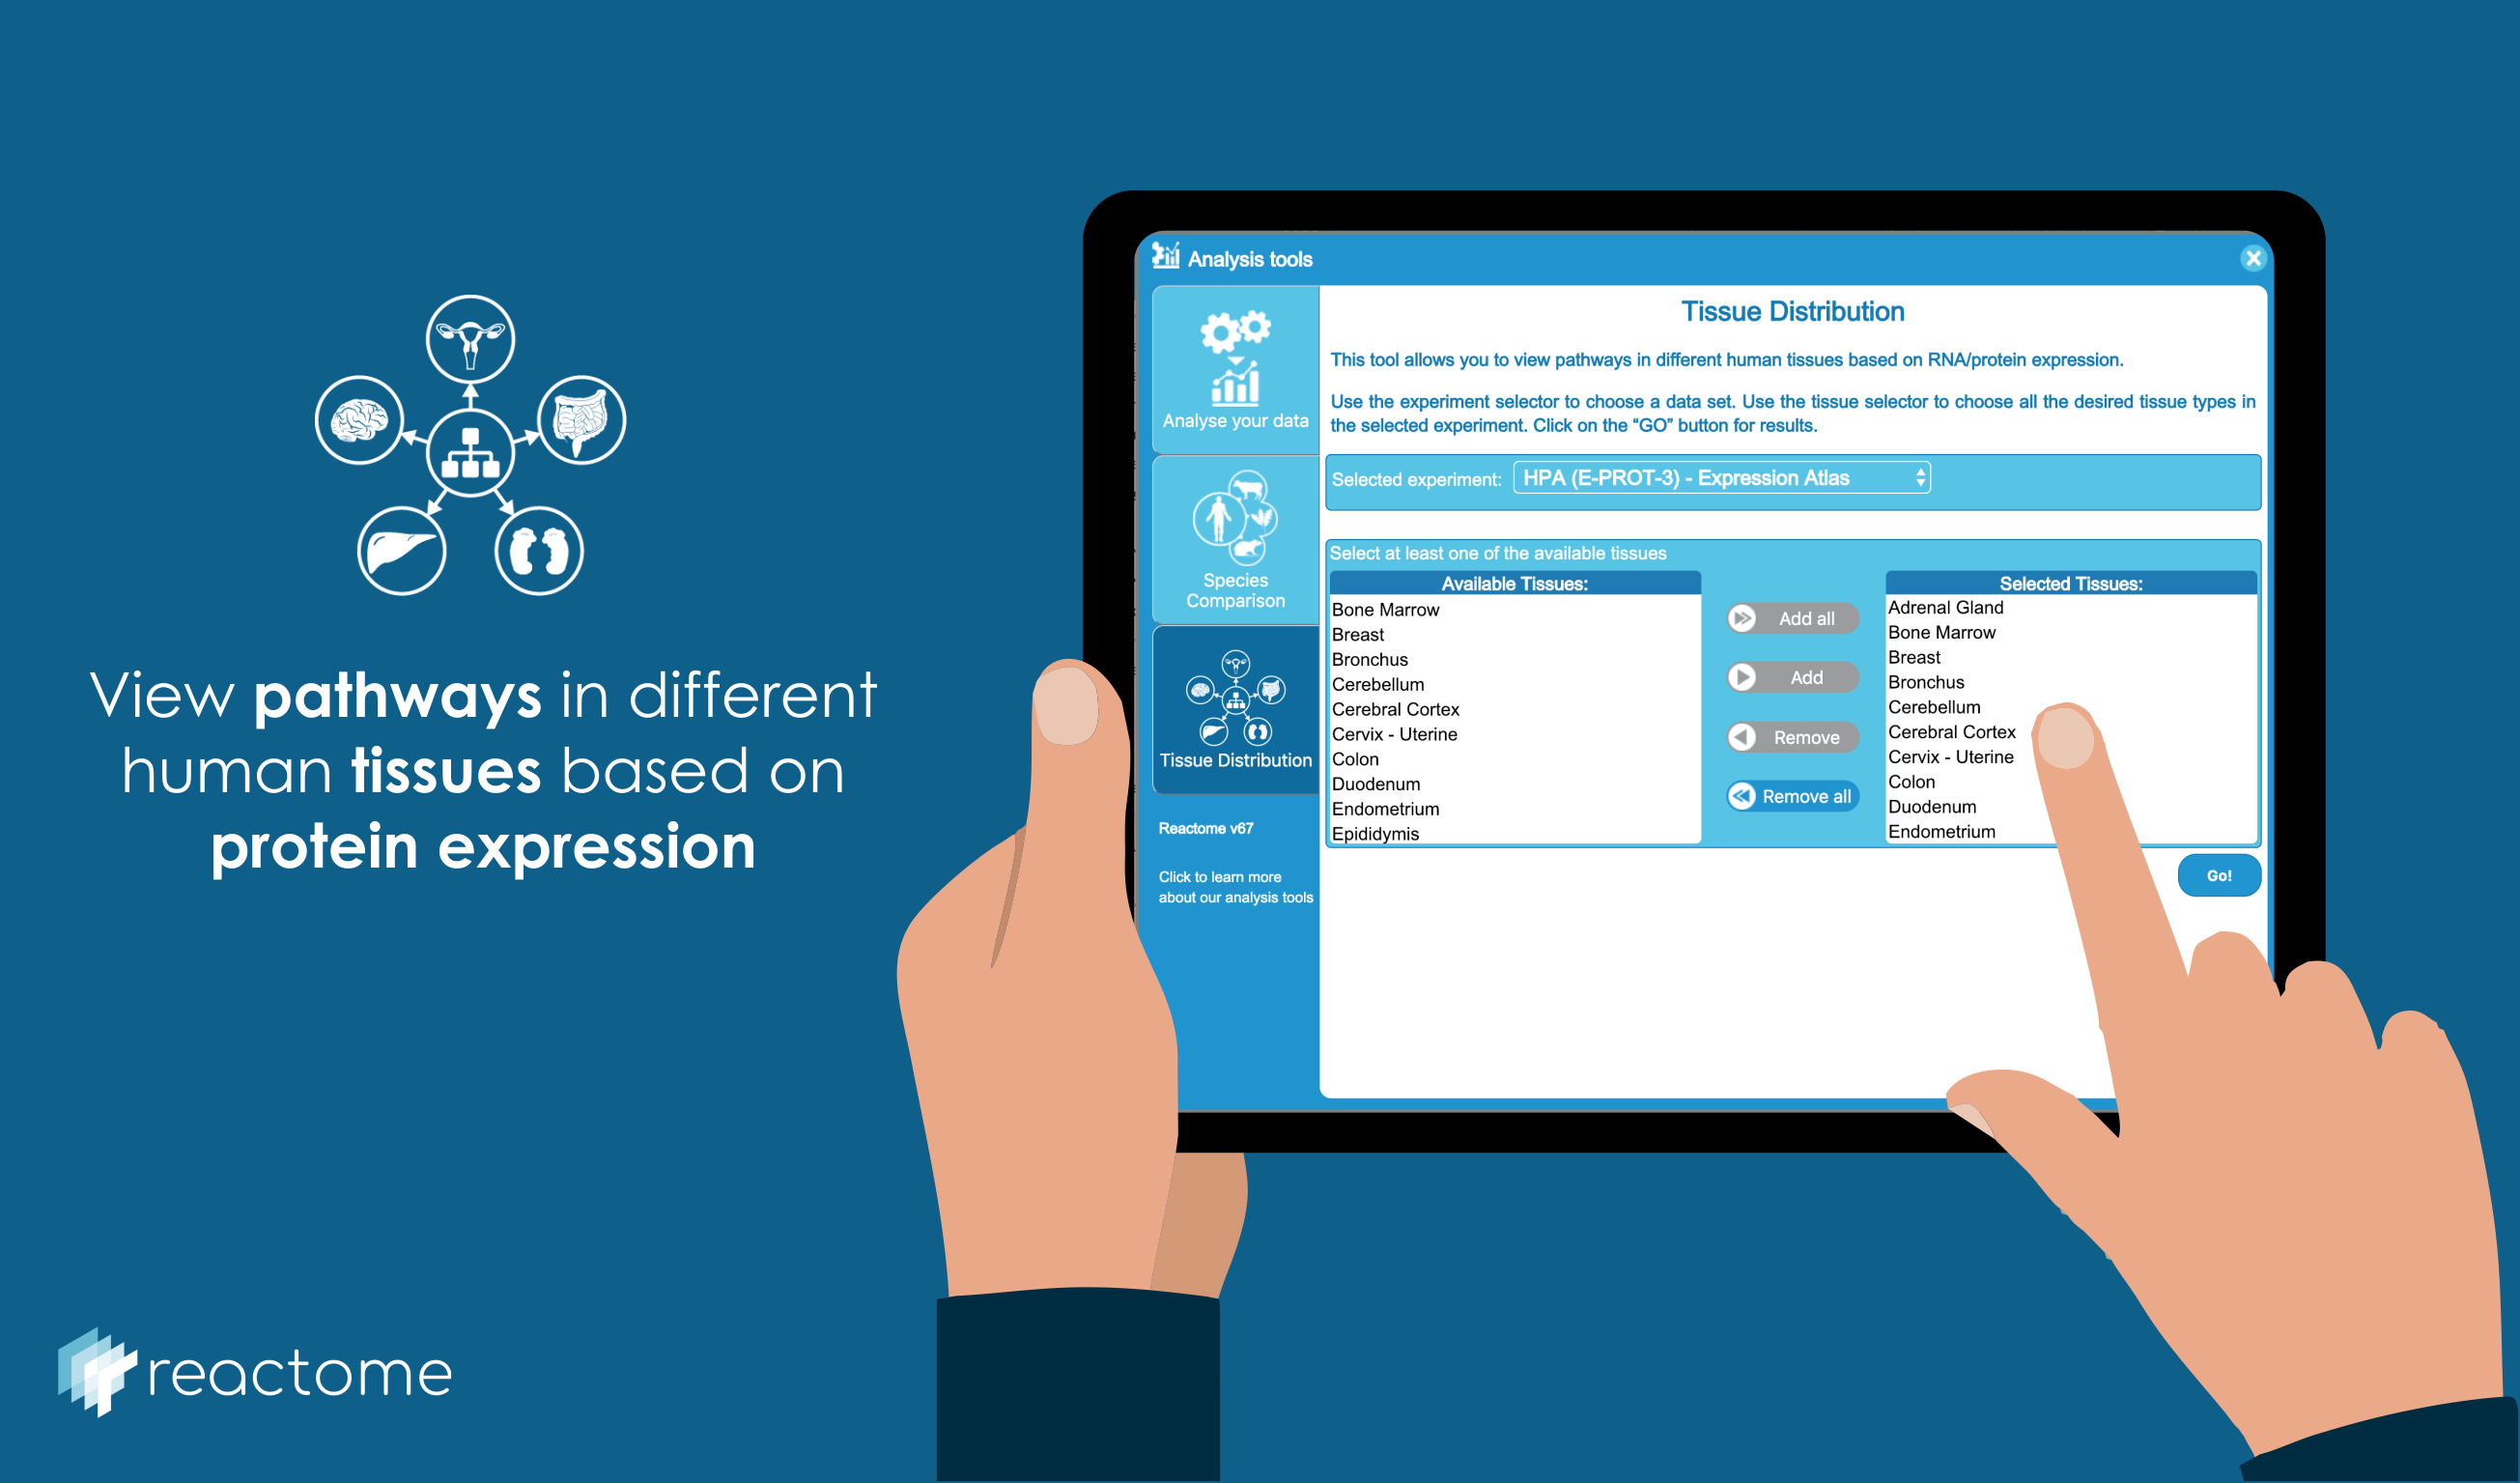 View pathways in different
human tissues based on
protein expression
reactome
Analysis tools
Analyse your data
Species
Comparison
Tissue Distribution
Reactome v67
Click to learn more
about our analysis tools
Tissue Distribution
This tool allows you to view pathways in different human tissues based on RNA/protein expression.
Use the experiment selector to choose a data set. Use the tissue selector to choose all the desired tissue types in
the selected experiment. Click on the “GO” button for results.
Selected experiment: HPA (E-PROT-3) - Expression Atlas
Select at least one of the available tissues
Available Tissues:
Bone Marrow
Breast
Bronchus
Cerebellum
Cerebral Cortex
Cervix - Uterine
Colon
Duodenum
Endometrium
Epididymis
Add all
Add
Remove
Remove all
Selected Tissues:
Adrenal Gland
Bone Marrow
Breast
Bronchus
Cerebellum
Cerebral Cortex
Cervix - Uterine
Colon
Duodenum
Endometrium
Go!